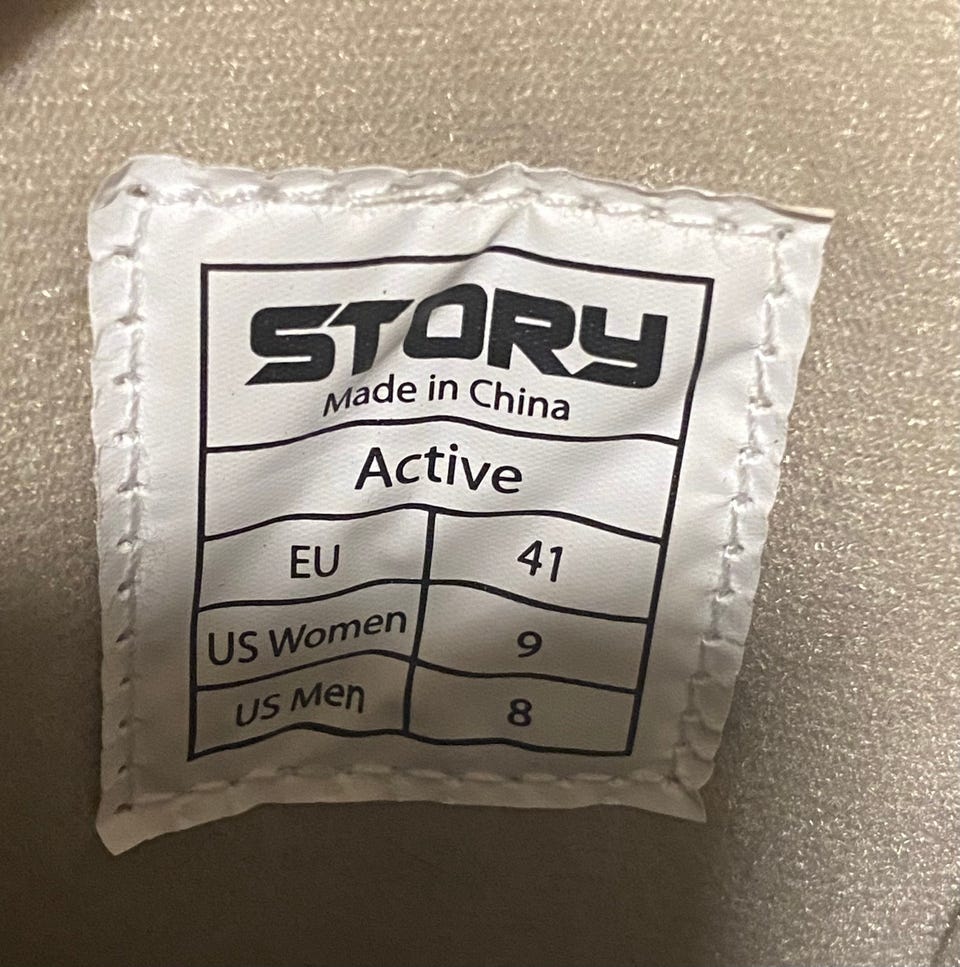 STORY
Made in China
Active
EU 41
US Women 9
US Men 8